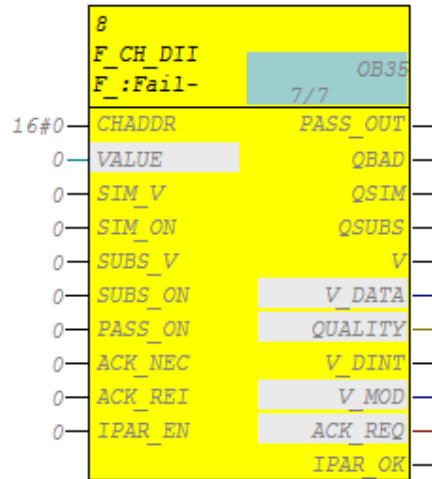 8
F_CH_DII
F_:Fail-
OB35
7/7
16#0 CHADDR PASS_OUT
0 VALUE QBAD
0 SIM_V QSIM
0 SIM_ON QSUBS
0 SUBS_V V
0 SUBS_ON V_DATA
0 PASS_ON QUALITY
0 ACK_NEC V_DINT
0 ACK_REI V_MOD
0 IPAR_EN ACK_REQ
IPAR_OK